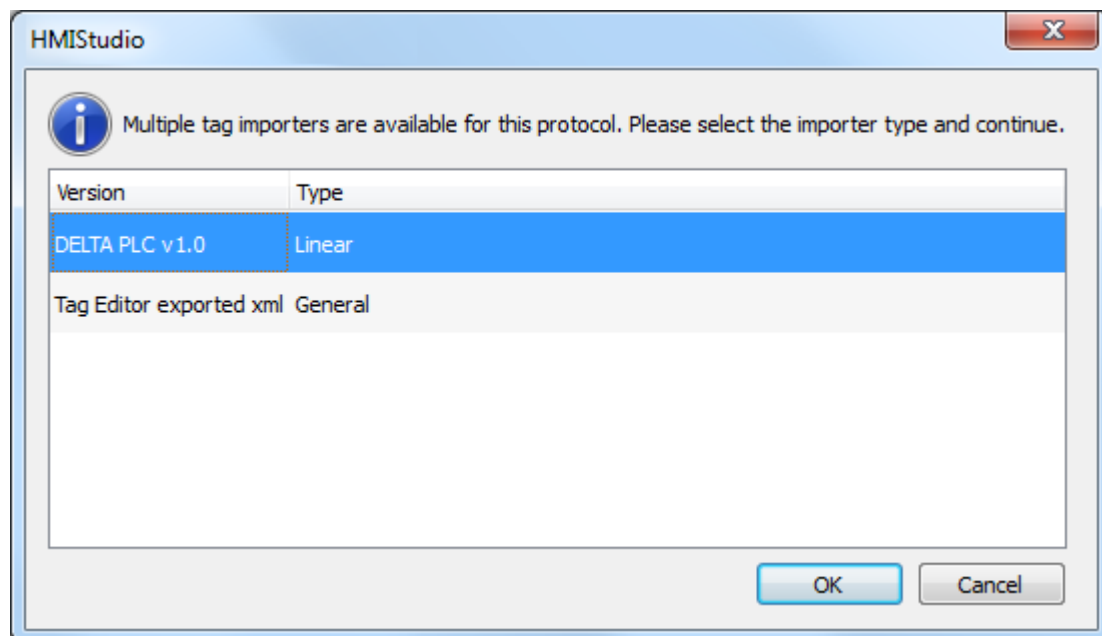 HMIStudio
Multiple tag importers are available for this protocol. Please select the importer type and continue.
Version Type
DELTA PLC v1.0 Linear
Tag Editor exported xml General
OK Cancel